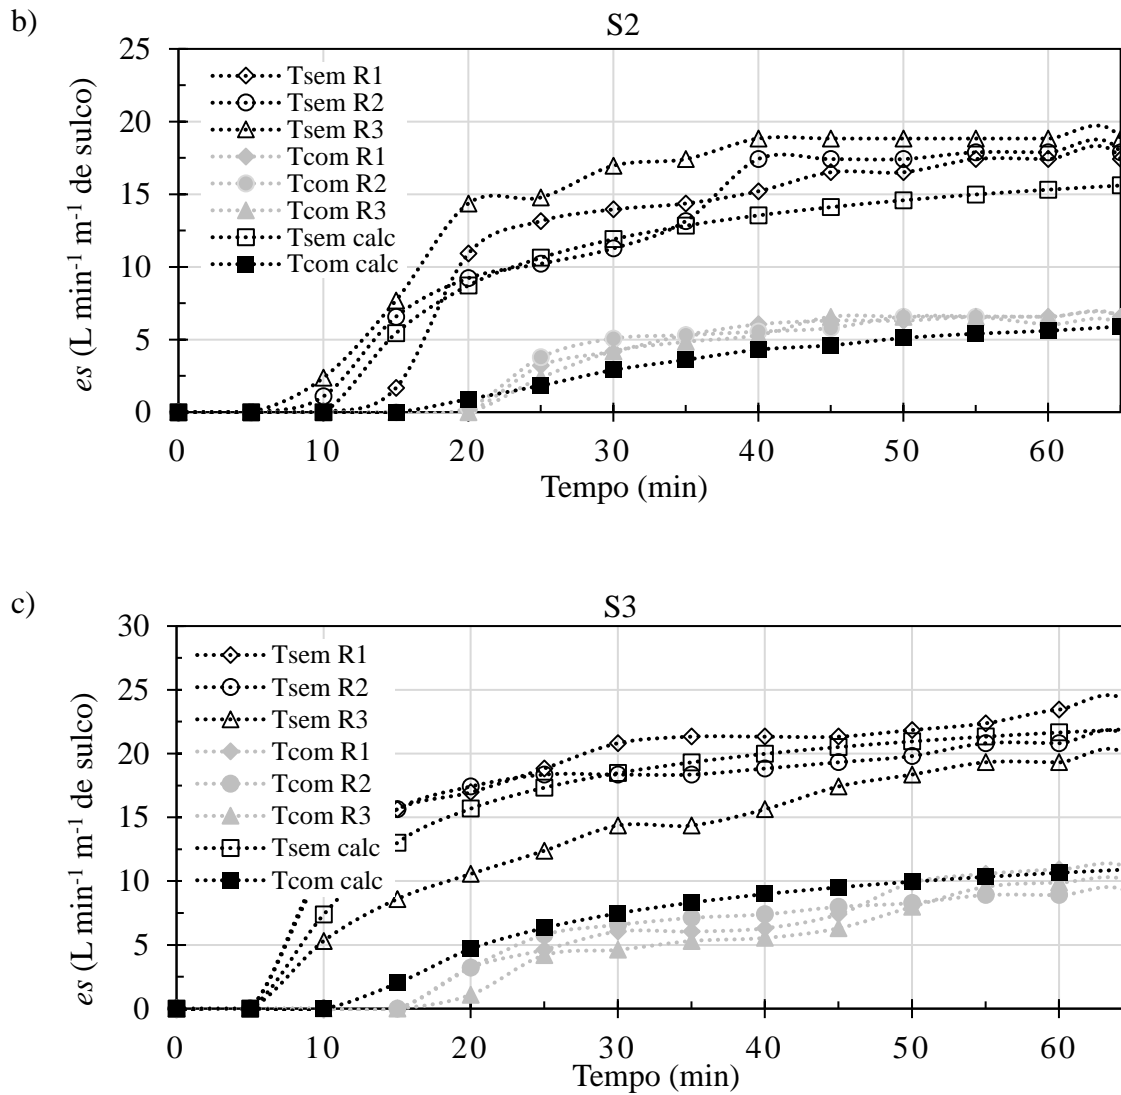 b)
S2
es (L min⁻¹ m⁻¹ de sulco)
25
20
15
10
5
0
Tsem R1
Tsem R2
Tsem R3
Tcom R1
Tcom R2
Tcom R3
Tsem calc
Tcom calc
0 10 20 30 40 50 60
Tempo (min)
c)
S3
es (L min⁻¹ m⁻¹ de sulco)
30
25
20
15
10
5
0
Tsem R1
Tsem R2
Tsem R3
Tcom R1
Tcom R2
Tcom R3
Tsem calc
Tcom calc
0 10 20 30 40 50 60
Tempo (min)